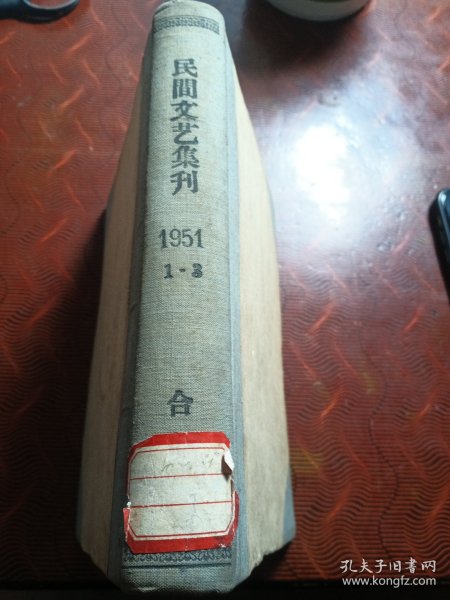 民間文艺集刊
1951
1-3
合
孔夫子旧书网
www.kongfz.com